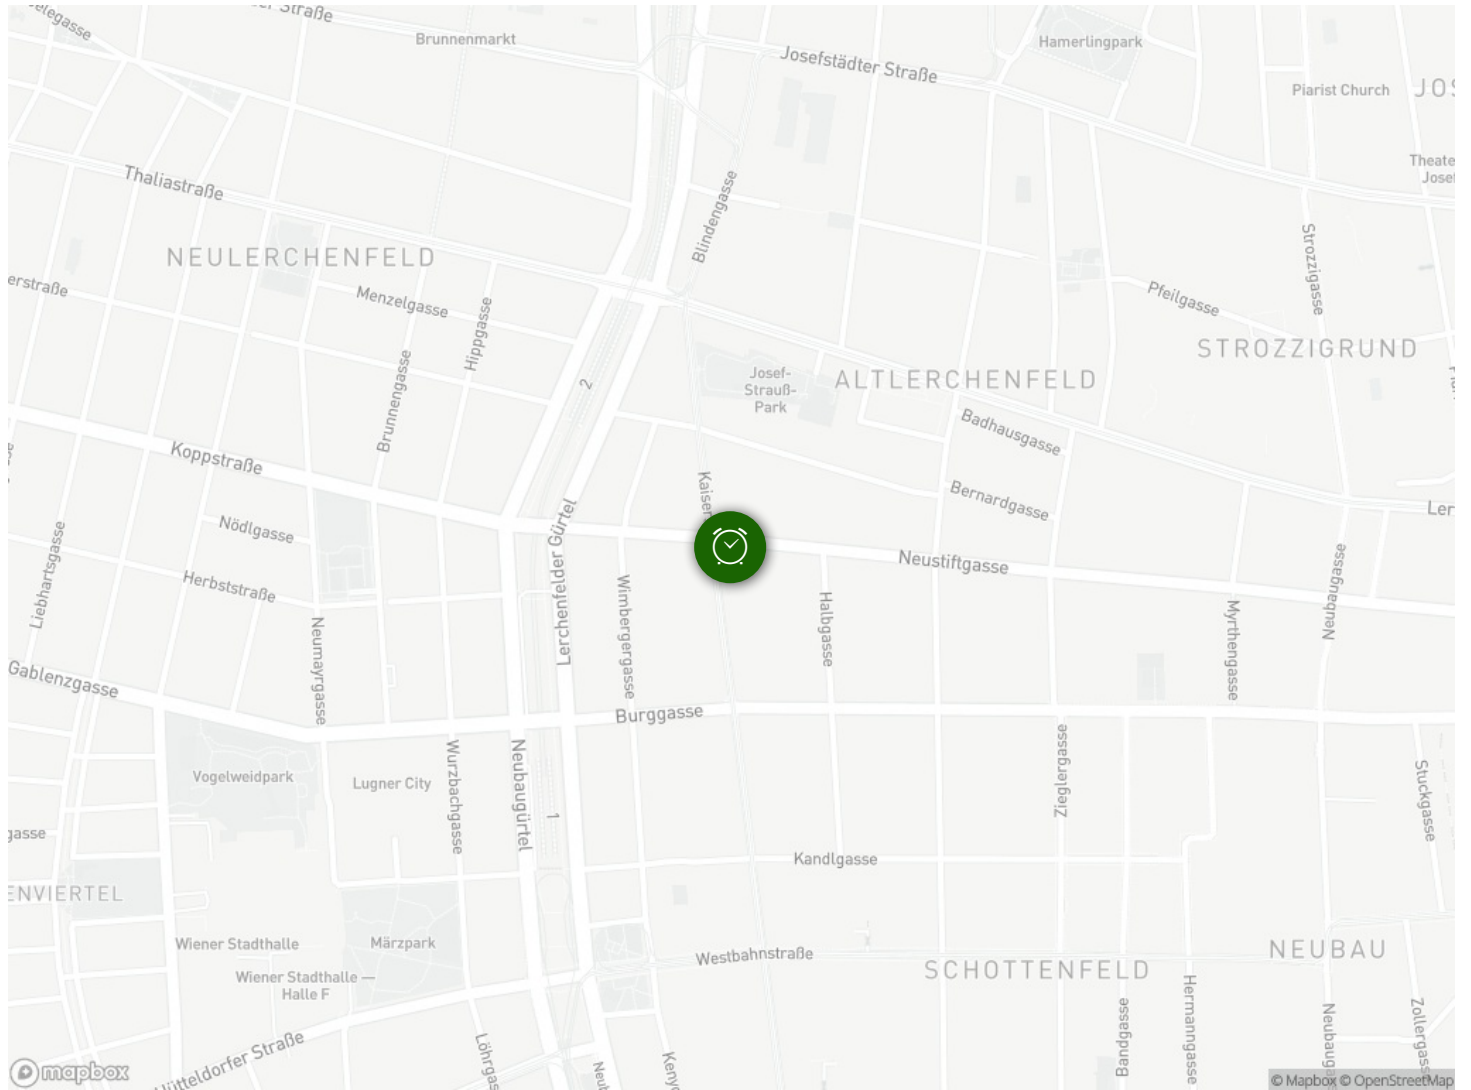 Brunnenmarkt
Josefstädter Straße
Hamerlingpark
Piarist Church
Thaliastraße
Blindengasse
NEULERCHENFELD
Menzelgasse
Hippgasse
Brunnengasse
Strozzigasse
Pfeilgasse
STROZZIGRUND
Josef-
Strauß-
Park
ALTLERCHENFELD
2
Badhausgasse
Koppstraße
Bernardgasse
Nödlgasse
Lerchenfelder Gürtel
Neustiftgasse
Liebhartsgasse
Herbststraße
Wimbergergasse
Halbgasse
Myrthengasse
Neubaugasse
Neumayrgasse
Gablenzgasse
Burggasse
Vogelweidpark
Lugner City
Wurzbachgasse
Neubaugürtel
1
Zieglergasse
Stuckgasse
Kandlgasse
ENVIERTEL
Wiener Stadthalle
Märzpark
Wiener Stadthalle —
Halle F
Westbahnstraße
SCHOTTENFELD
NEUBAU
Bandgasse
Hermanngasse
Zollergasse
mapbox
© Mapbox © OpenStreetMap